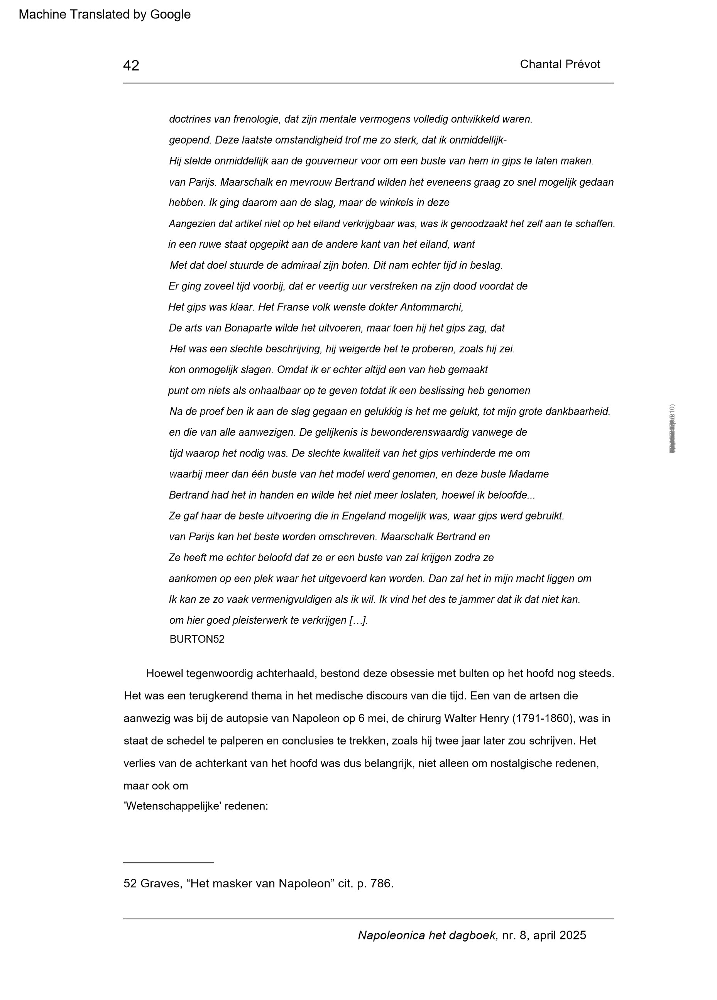 Machine Translated by Google
42
Chantal Prévot
doctrines van frenologie, dat zijn mentale vermogens volledig ontwikkeld waren.
geopend. Deze laatste omstandigheid trof me zo sterk, dat ik onmiddellijk-
Hij stelde onmiddellijk aan de gouverneur voor om een buste van hem in gips te laten maken.
van Parijs. Maarschalk en mevrouw Bertrand wilden het eveneens graag zo snel mogelijk gedaan
hebben. Ik ging daarom aan de slag, maar de winkels in deze
Aangezien dat artikel niet op het eiland verkrijgbaar was, was ik genoodzaakt het zelf aan te schaffen.
in een ruwe staat opgepikt aan de andere kant van het eiland, want
Met dat doel stuurde de admiraal zijn boten. Dit nam echter tijd in beslag.
Er ging zoveel tijd voorbij, dat er veertig uur verstreken na zijn dood voordat de
Het gips was klaar. Het Franse volk wenste dokter Antommarchi,
De arts van Bonaparte wilde het uitvoeren, maar toen hij het gips zag, dat
Het was een slechte beschrijving, hij weigerde het te proberen, zoals hij zei.
kon onmogelijk slagen. Omdat ik er echter altijd een van heb gemaakt
punt om niets als onhaalbaar op te geven totdat ik een beslissing heb genomen
Na de proef ben ik aan de slag gegaan en gelukkig is het me gelukt, tot mijn grote dankbaarheid.
en die van alle aanwezigen. De gelijkenis is bewonderenswaardig vanwege de
tijd waarop het nodig was. De slechte kwaliteit van het gips verhinderde me om
waarbij meer dan één buste van het model werd genomen, en deze buste Madame
Bertrand had het in handen en wilde het niet meer loslaten, hoewel ik beloofde...
Ze gaf haar de beste uitvoering die in Engeland mogelijk was, waar gips werd gebruikt.
van Parijs kan het beste worden omschreven. Maarschalk Bertrand en
Ze heeft me echter beloofd dat ze er een buste van zal krijgen zodra ze
aankomen op een plek waar het uitgevoerd kan worden. Dan zal het in mijn macht liggen om
Ik kan ze zo vaak vermenigvuldigen als ik wil. Ik vind het des te jammer dat ik dat niet kan.
om hier goed pleisterwerk te verkrijgen […].
BURTON52
Hoewel tegenwoordig achterhaald, bestond deze obsessie met bulten op het hoofd nog steeds.
Het was een terugkerend thema in het medische discours van die tijd. Een van de artsen die
aanwezig was bij de autopsie van Napoleon op 6 mei, de chirurg Walter Henry (1791-1860), was in
staat de schedel te palperen en conclusies te trekken, zoals hij twee jaar later zou schrijven. Het
verlies van de achterkant van het hoofd was dus belangrijk, niet alleen om nostalgische redenen,
maar ook om
'Wetenschappelijke' redenen:
52 Graves, “Het masker van Napoleon” cit. p. 786.
Napoleonica het dagboek, nr. 8, april 2025